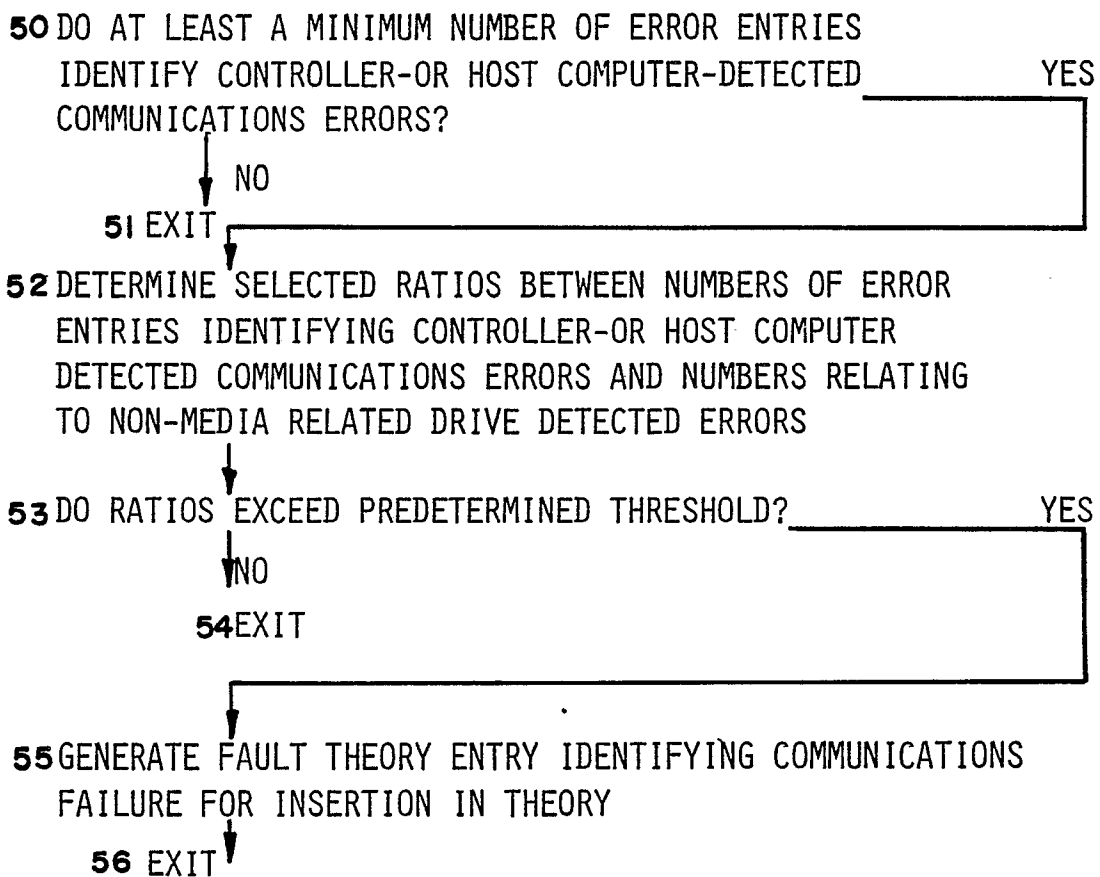 50 DO AT LEAST A MINIMUM NUMBER OF ERROR ENTRIES
IDENTIFY CONTROLLER-OR HOST COMPUTER-DETECTED YES
COMMUNICATIONS ERRORS?
NO
51 EXIT
52 DETERMINE SELECTED RATIOS BETWEEN NUMBERS OF ERROR
ENTRIES IDENTIFYING CONTROLLER-OR HOST COMPUTER
DETECTED COMMUNICATIONS ERRORS AND NUMBERS RELATING
TO NON-MEDIA RELATED DRIVE DETECTED ERRORS
53 DO RATIOS EXCEED PREDETERMINED THRESHOLD? YES
NO
54 EXIT
55 GENERATE FAULT THEORY ENTRY IDENTIFYING COMMUNICATIONS
FAILURE FOR INSERTION IN THEORY
56 EXIT